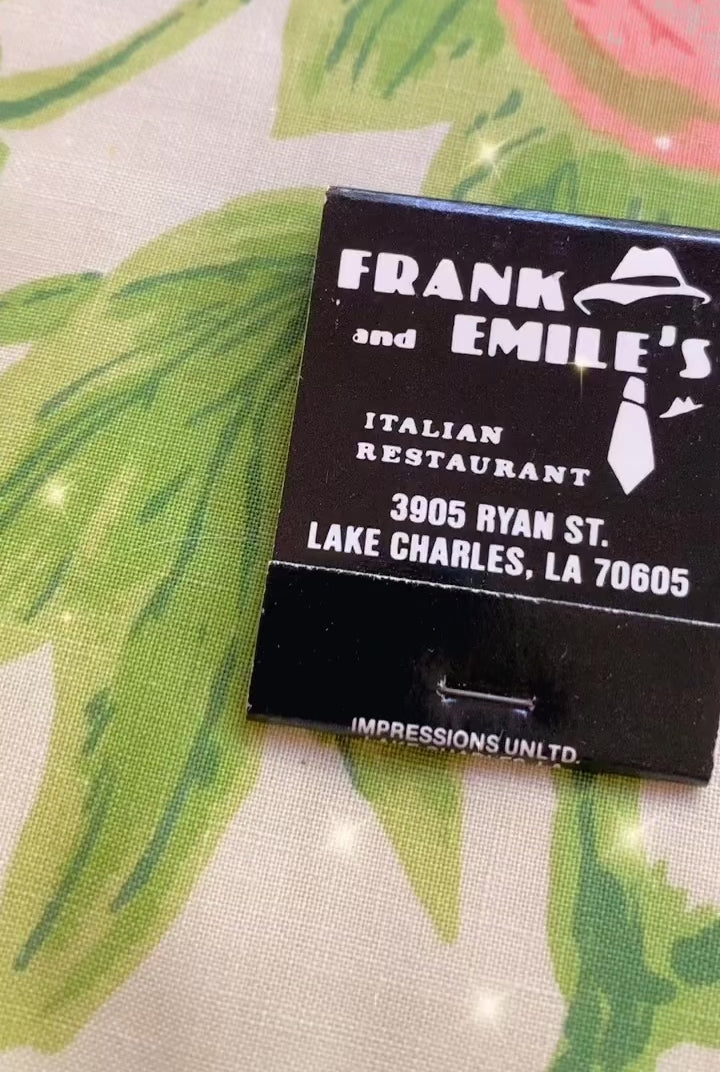 FRANK
and EMILE'S
ITALIAN
RESTAURANT
3905 RYAN ST.
LAKE CHARLES, LA 70605
IMPRESSIONS UNLTD.